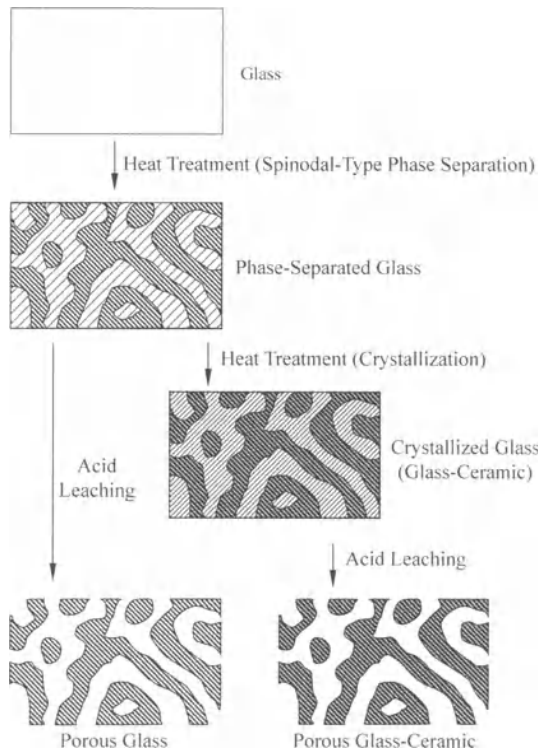 Glass
Heat Treatment (Spinodal-Type Phase Separation)
Phase-Separated Glass
Heat Treatment (Crystallization)
Crystallized Glass
(Glass-Ceramic)
Acid
Leaching
Acid Leaching
Porous Glass
Porous Glass-Ceramic